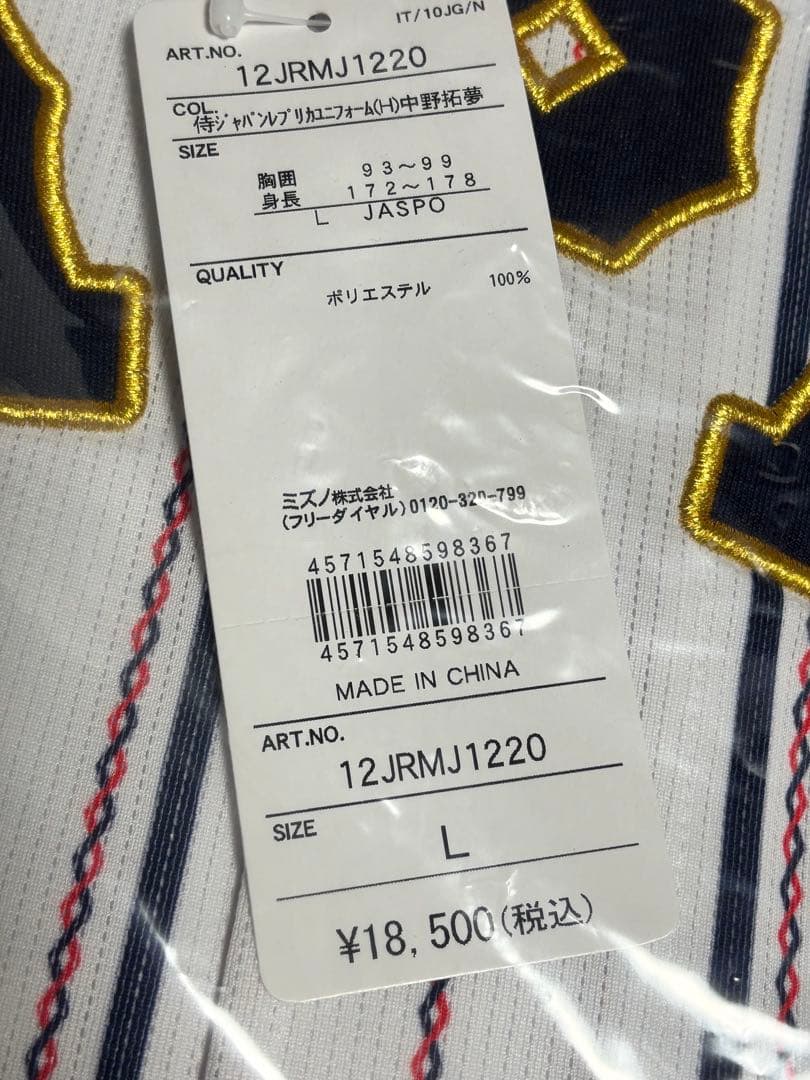 IT/10JG/N
ART.NO.
12JRMJ1220
COL.
侍ｼﾞｬﾊﾟﾝﾚﾌﾟﾘｶﾕﾆﾌｫｰﾑ(H)中野拓夢
SIZE
胸囲 93～99
身長 172～178
L JASPO
QUALITY
ポリエステル 100%
ミズノ株式会社
(フリーダイヤル)0120-320-799
4571548598367
4571548598367
MADE IN CHINA
ART.NO.
12JRMJ1220
SIZE
L
¥18,500(税込)